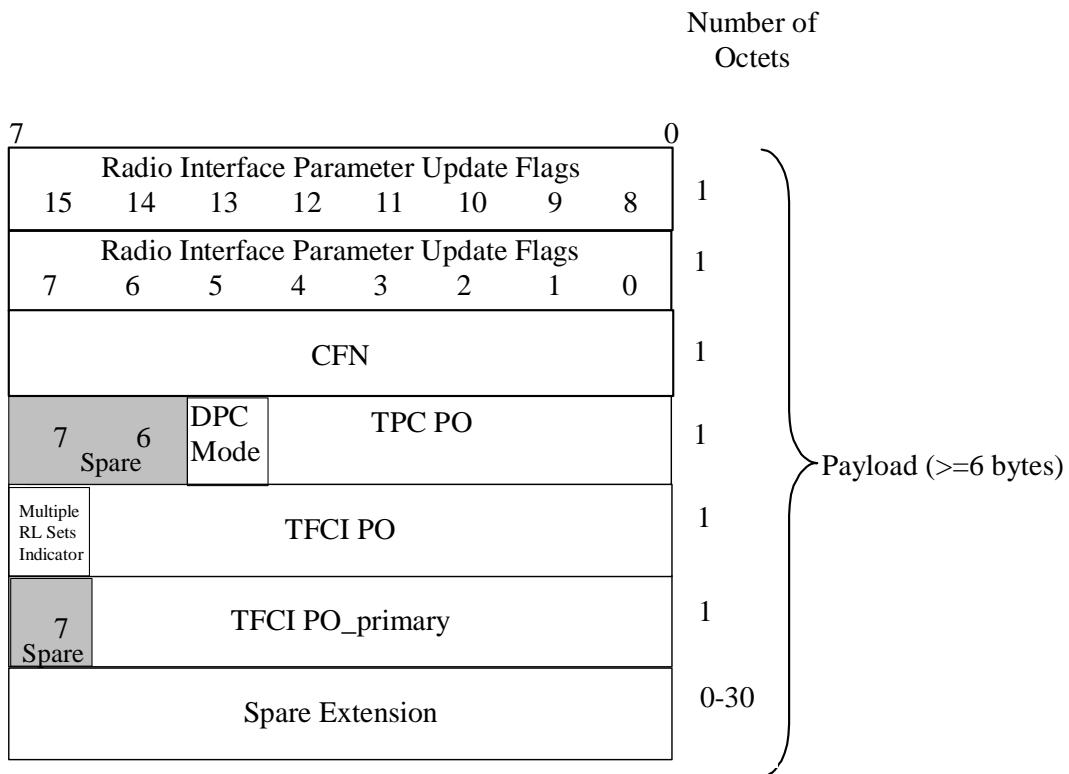 Number of
Octets
7 0
Radio Interface Parameter Update Flags
15 14 13 12 11 10 9 8
1
Radio Interface Parameter Update Flags
7 6 5 4 3 2 1 0
1
CFN
1
7 6
Spare
DPC
Mode
TPC PO
1
Payload (>=6 bytes)
Multiple
RL Sets
Indicator
TFCI PO
1
7
Spare
TFCI PO_primary
1
Spare Extension
0-30